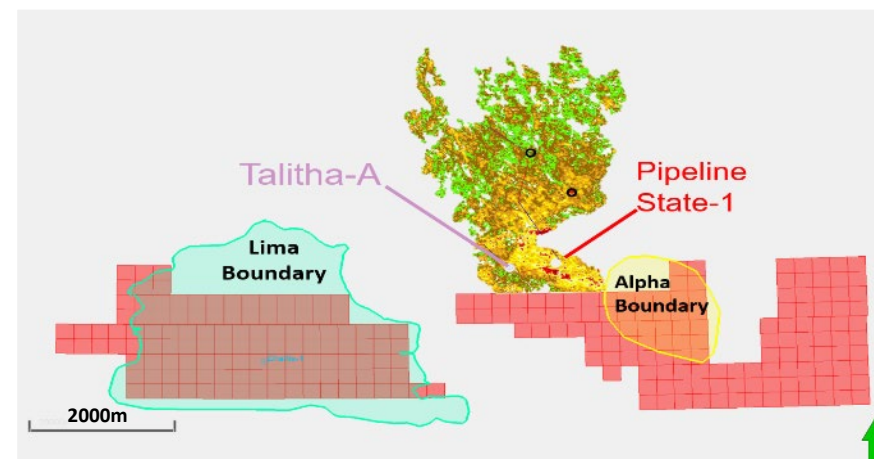 Talitha-A
Pipeline
State-1
Lima
Boundary
Alpha
Boundary
2000m